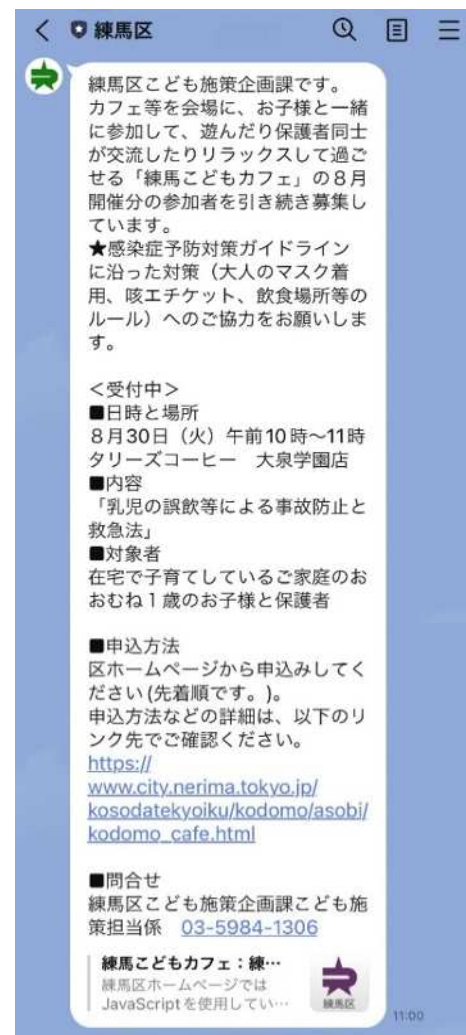 練馬区
練馬区こども施策企画課です。
カフェ等を会場に、お子様と一緒
に参加して、遊んだり保護者同士
が交流したりリラックスして過ご
せる「練馬こどもカフェ」の8月
開催分の参加者を引き続き募集し
ています。
★感染症予防対策ガイドライン
に沿った対策（大人のマスク着
用、咳エチケット、飲食場所等の
ルール）へのご協力をお願いしま
す。
＜受付中＞
■日時と場所
8月30日（火）午前10時～11時
タリーズコーヒー　大泉学園店
■内容
「乳児の誤飲等による事故防止と
救急法」
■対象者
在宅で子育てしているご家庭のお
おむね1歳のお子様と保護者
■申込方法
区ホームページから申込みしてく
ださい(先着順です。)。
申込方法などの詳細は、以下のリ
ンク先でご確認ください。
https://
www.city.nerima.tokyo.jp/
kosodatekyoiku/kodomo/asobi/
kodomo_cafe.html
■問合せ
練馬区こども施策企画課こども施
策担当係　03-5984-1306
練馬こどもカフェ：練…
練馬区ホームページでは
JavaScriptを使用してい…
練馬区
11:00